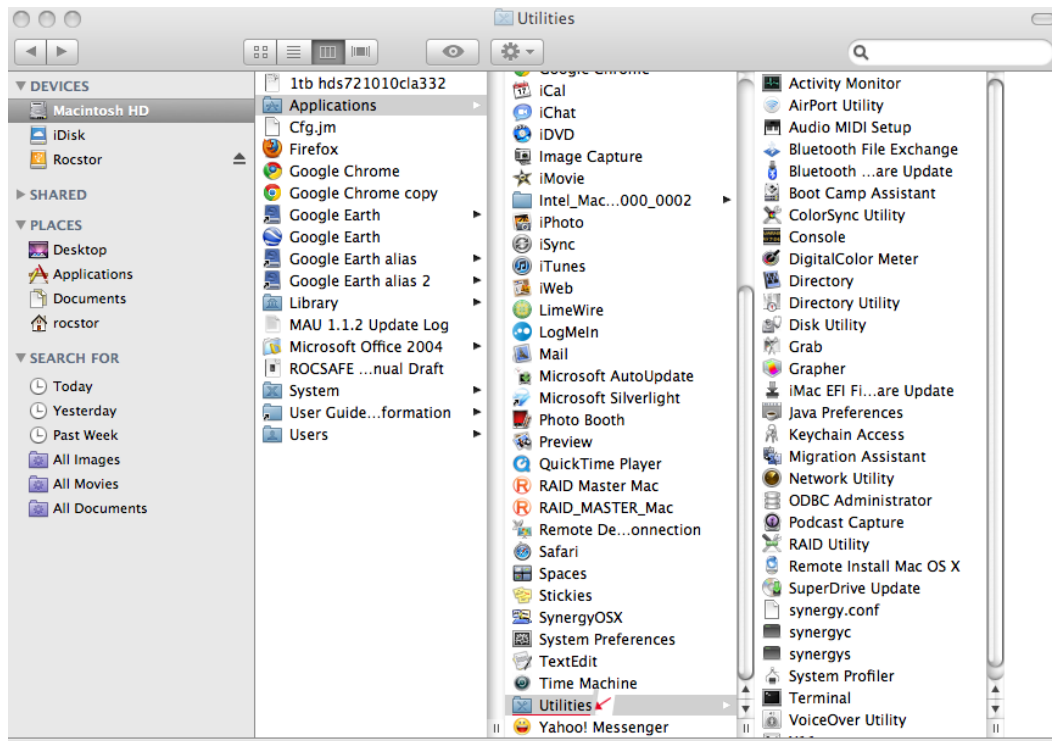 Utilities
DEVICES
Macintosh HD
iDisk
Rocstor
SHARED
PLACES
Desktop
Applications
Documents
rocstor
SEARCH FOR
Today
Yesterday
Past Week
All Images
All Movies
All Documents
1tb hds721010cla332
Applications
Cfg.jm
Firefox
Google Chrome
Google Chrome copy
Google Earth
Google Earth
Google Earth alias
Google Earth alias 2
Library
MAU 1.1.2 Update Log
Microsoft Office 2004
ROCSAFE ...nual Draft
System
User Guide...formation
Users
Google Chrome
iCal
iChat
iDVD
Image Capture
iMovie
Intel_Mac...000_0002
iPhoto
iSync
iTunes
iWeb
LimeWire
LogMeIn
Mail
Microsoft AutoUpdate
Microsoft Silverlight
Photo Booth
Preview
QuickTime Player
RAID Master Mac
RAID_MASTER_Mac
Remote De...onnection
Safari
Spaces
Stickies
SynergyOSX
System Preferences
TextEdit
Time Machine
Utilities
Yahoo! Messenger
Activity Monitor
AirPort Utility
Audio MIDI Setup
Bluetooth File Exchange
Bluetooth ...are Update
Boot Camp Assistant
ColorSync Utility
Console
DigitalColor Meter
Directory
Directory Utility
Disk Utility
Grab
Grapher
iMac EFI Fi...are Update
Java Preferences
Keychain Access
Migration Assistant
Network Utility
ODBC Administrator
Podcast Capture
RAID Utility
Remote Install Mac OS X
SuperDrive Update
synergy.conf
synergyc
synergys
System Profiler
Terminal
VoiceOver Utility